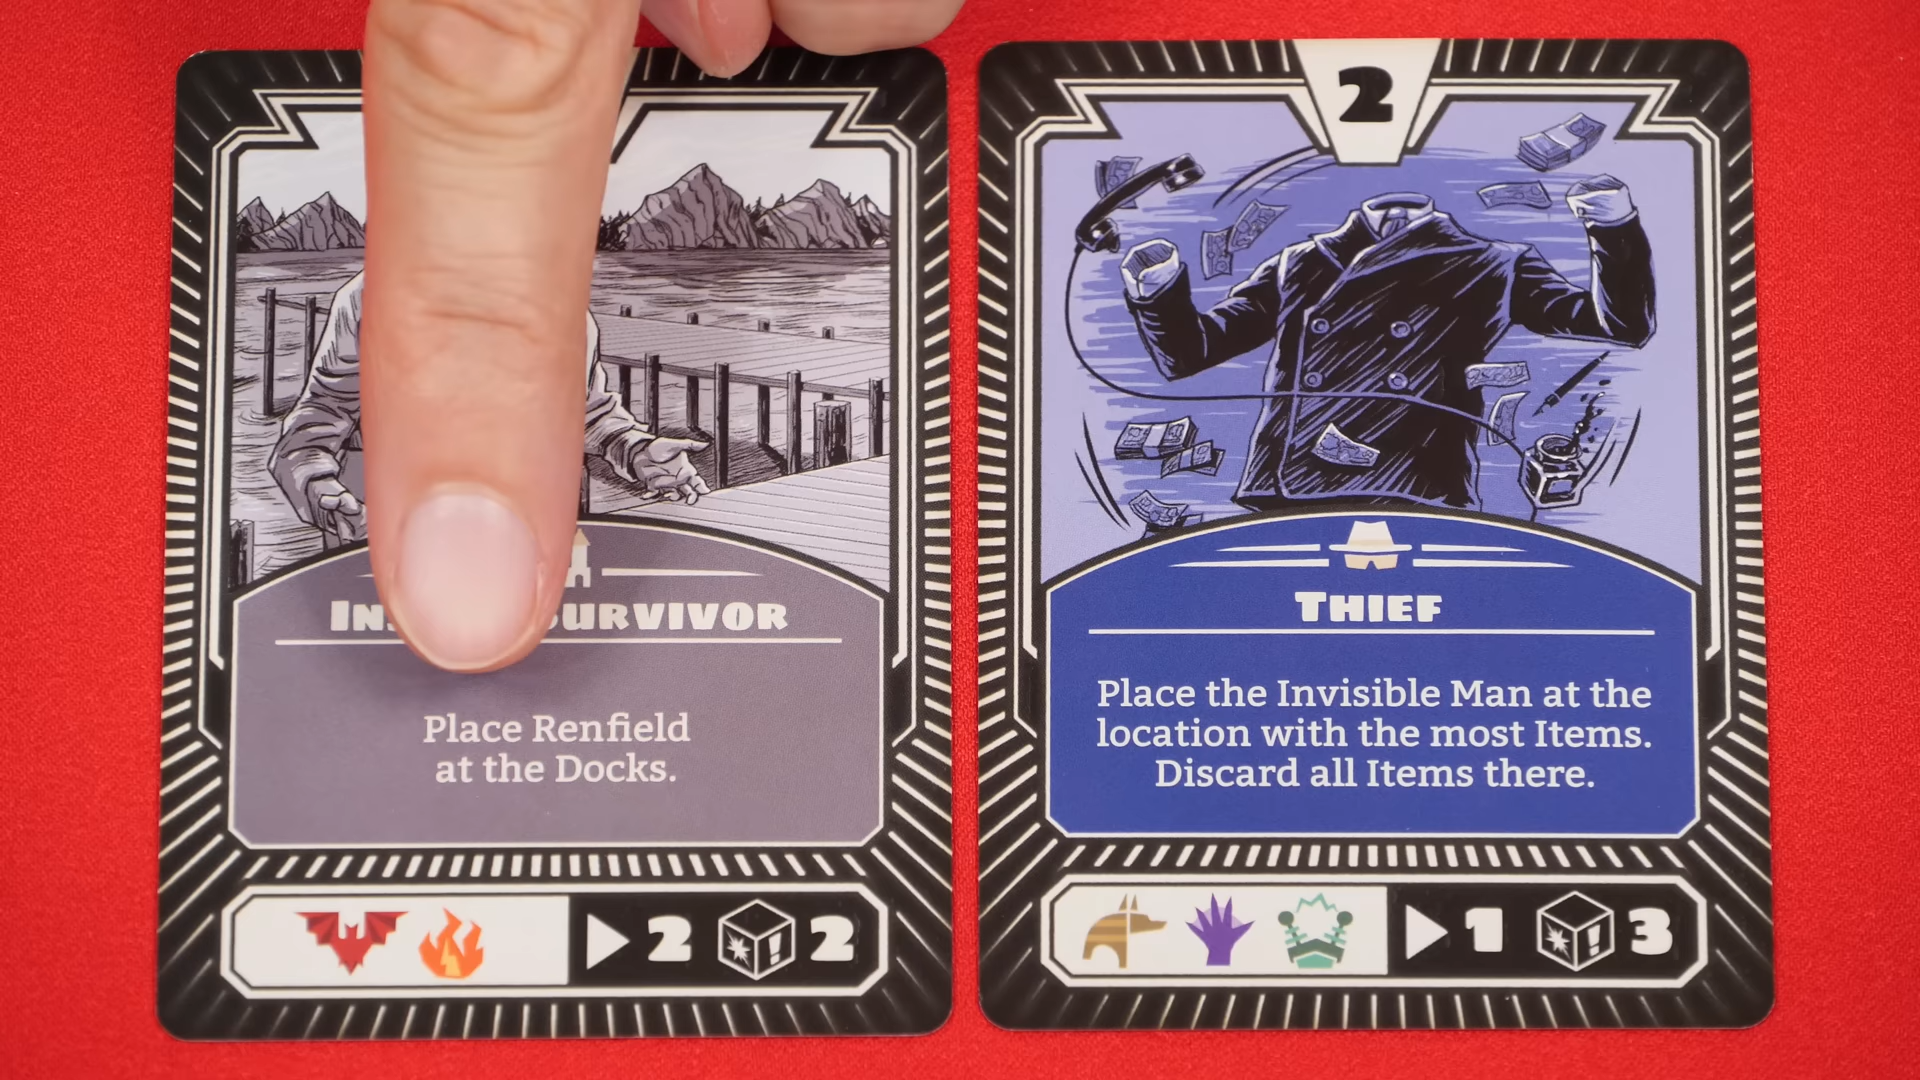 SURVIVOR
Place Renfield
at the Docks.
2 2
2
THIEF
Place the Invisible Man at the
location with the most Items.
Discard all Items there.
1 ! 3